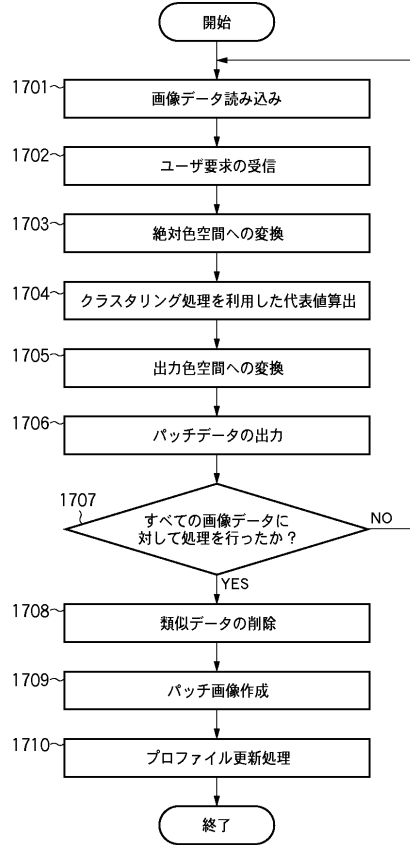 開始
1701
画像データ読み込み
1702
ユーザ要求の受信
1703
絶対色空間への変換
1704
クラスタリング処理を利用した代表値算出
1705
出力色空間への変換
1706
パッチデータの出力
1707
すべての画像データに
対して処理を行ったか?
NO
YES
1708
類似データの削除
1709
パッチ画像作成
1710
プロファイル更新処理
終了